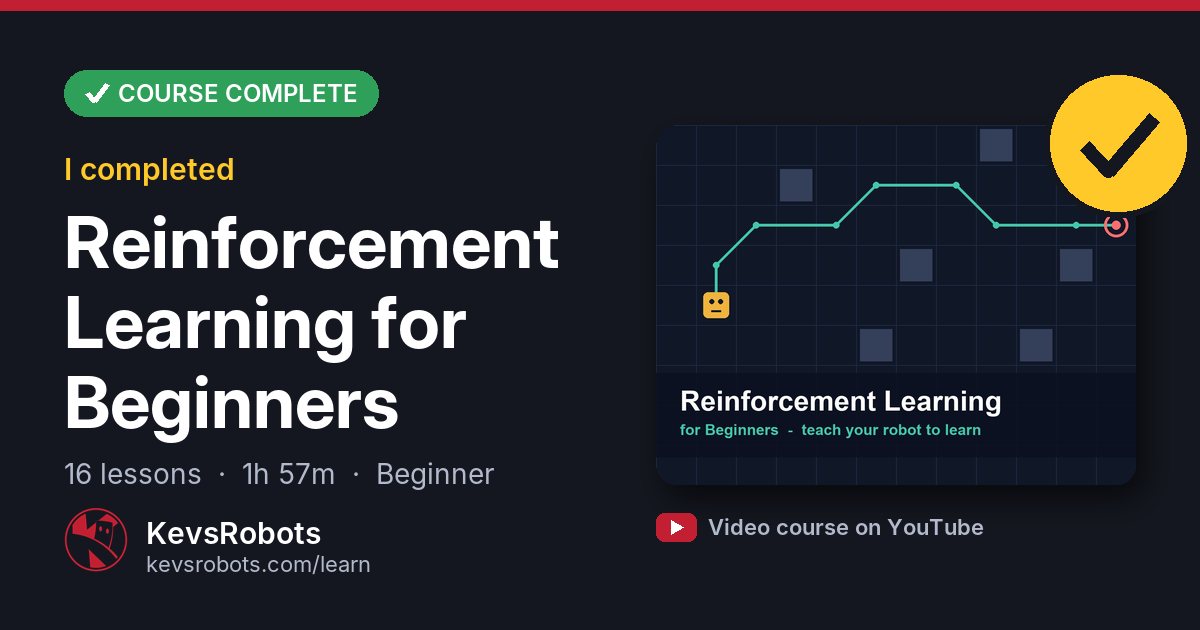 COURSE COMPLETE
I completed
Reinforcement
Learning for
Beginners
16 lessons · 1h 57m · Beginner
KevsRobots
kevsrobots.com/learn
Reinforcement Learning
for Beginners - teach your robot to learn
Video course on YouTube